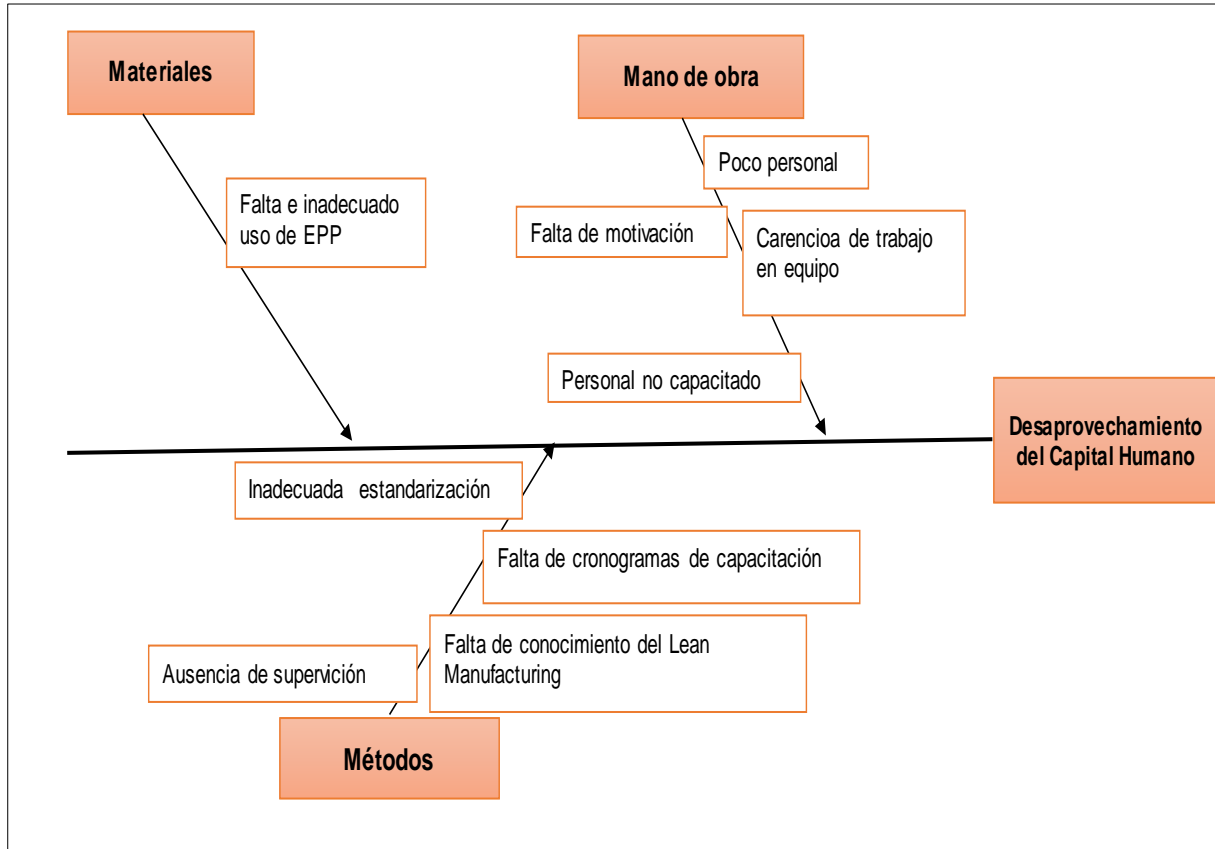 Materiales
Mano de obra
Poco personal
Falta e inadecuado
uso de EPP
Falta de motivación
Carencioa de trabajo
en equipo
Personal no capacitado
Desaprovechamiento
del Capital Humano
Inadecuada estandarización
Falta de cronogramas de capacitación
Falta de conocimiento del Lean
Manufacturing
Ausencia de supervisión
Métodos